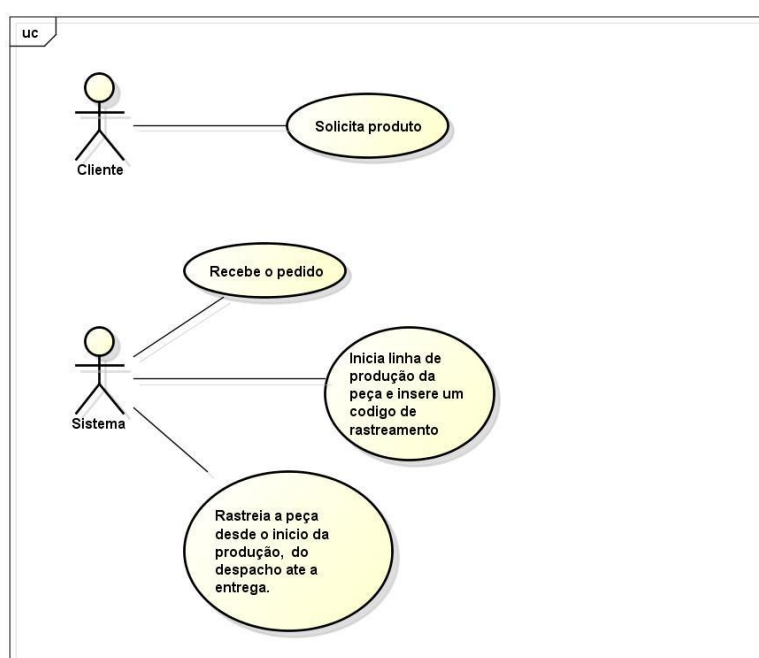 uc
Solicita produto
Cliente
Recebe o pedido
Inicia linha de
produção da
peça e insere um
codigo de
rastreamento
Sistema
Rastreia a peça
desde o inicio da
produção, do
despacho ate a
entrega.